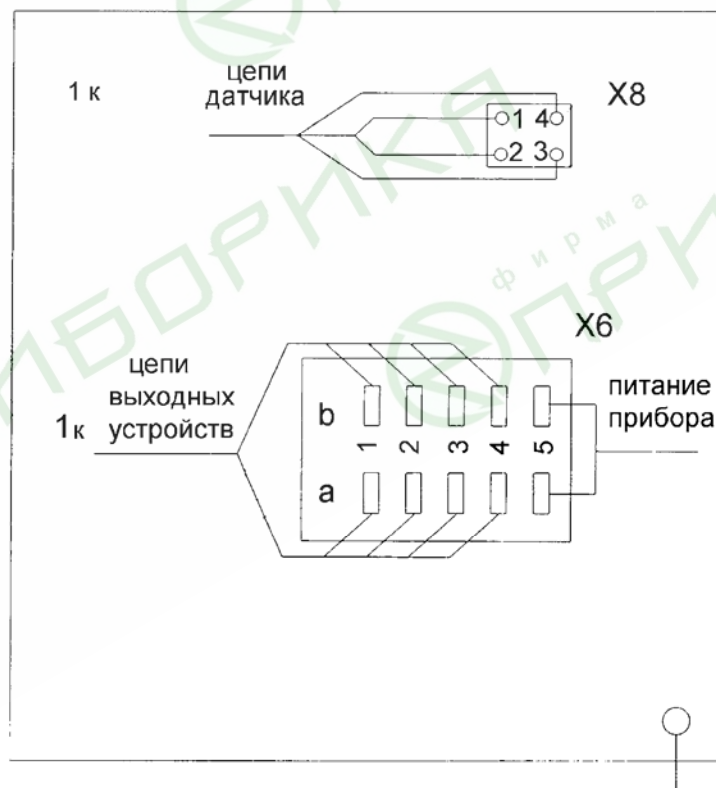 1 к
цепи
датчика
X8
1 4
2 3
X6
цепи
выходных
1к устройств
b
1 2 3 4 5
a
питание
прибора
фирма